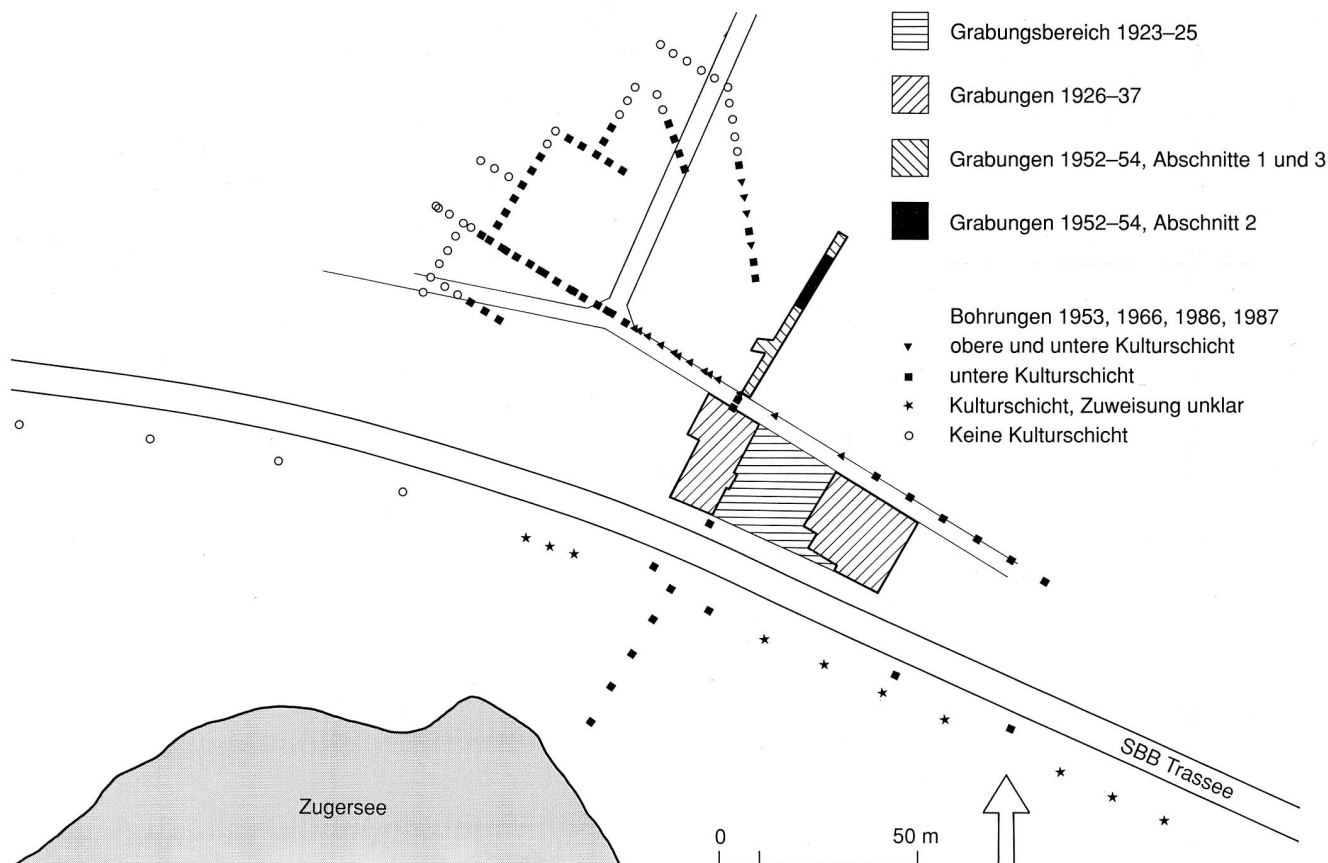 Grabungsbereich 1923–25
Grabungen 1926–37
Grabungen 1952–54, Abschnitte 1 und 3
Grabungen 1952–54, Abschnitt 2
Bohrungen 1953, 1966, 1986, 1987
obere und untere Kulturschicht
untere Kulturschicht
Kulturschicht, Zuweisung unklar
Keine Kulturschicht
SBB Trassee
Zugersee
0 50 m